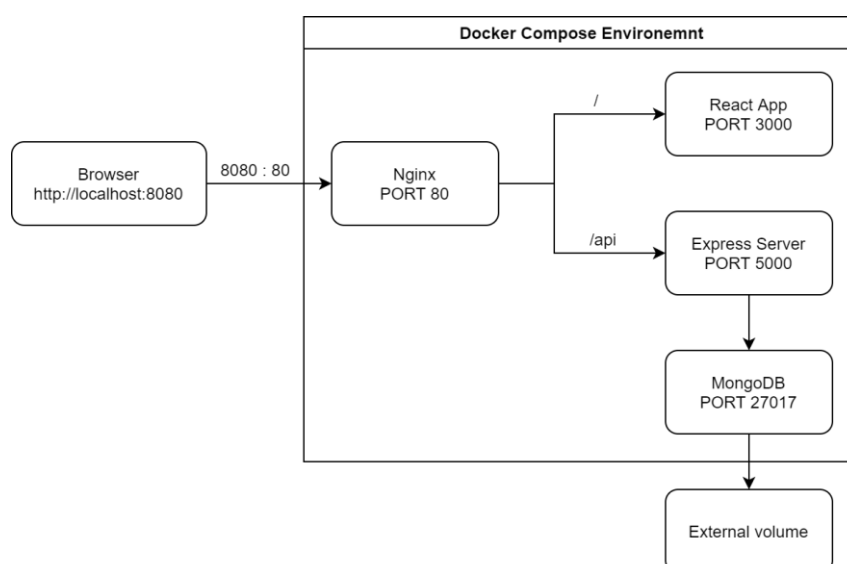 Docker Compose Environemnt
Browser
http://localhost:8080
8080 : 80
Nginx
PORT 80
/
React App
PORT 3000
/api
Express Server
PORT 5000
MongoDB
PORT 27017
External volume